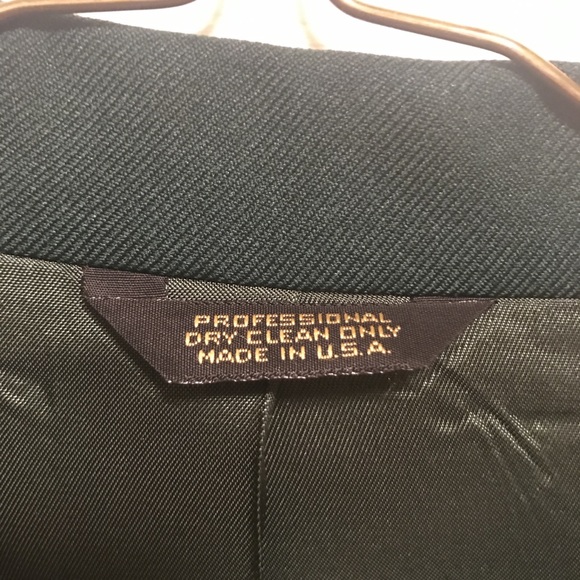 PROFESSIONAL
DRY CLEAN ONLY
MADE IN U.S.A.